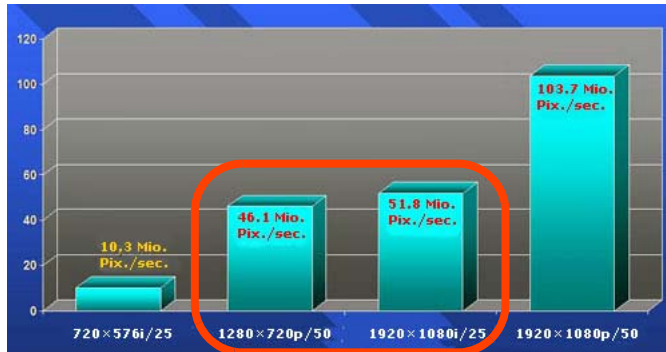 120
100
80
60
40
20
0
10,3 Mio.
Pix./sec.
46.1 Mio.
Pix./sec.
51.8 Mio.
Pix./sec.
103.7 Mio.
Pix./sec.
720×576i/25
1280×720p/50
1920×1080i/25
1920×1080p/50